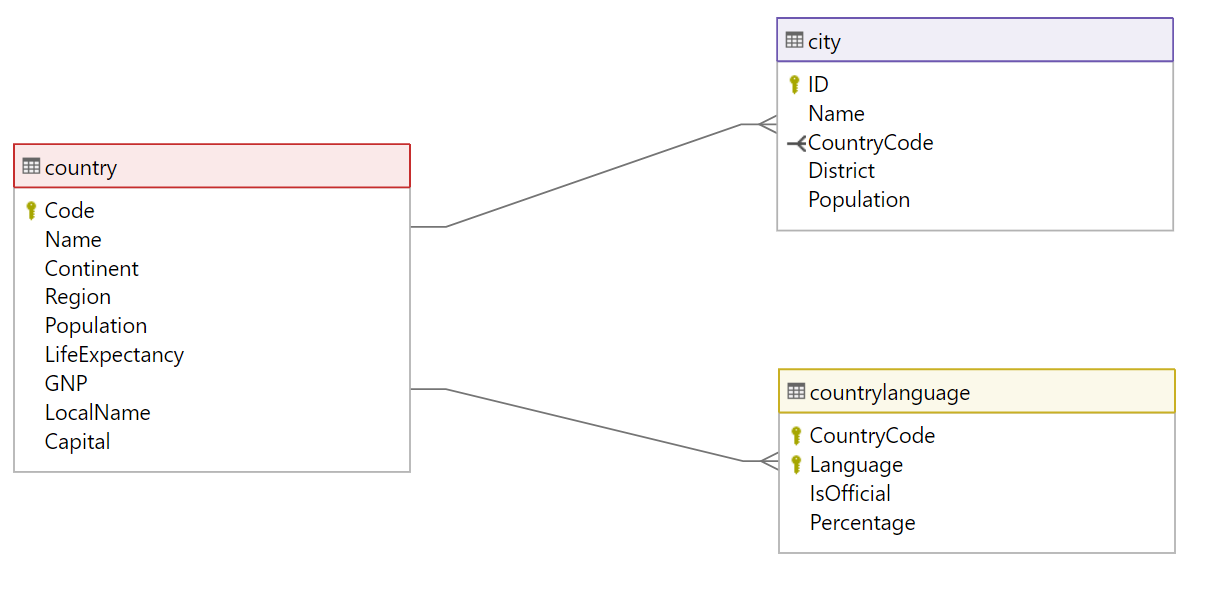 country
Code
Name
Continent
Region
Population
LifeExpectancy
GNP
LocalName
Capital
city
ID
Name
CountryCode
District
Population
countrylanguage
CountryCode
Language
IsOfficial
Percentage